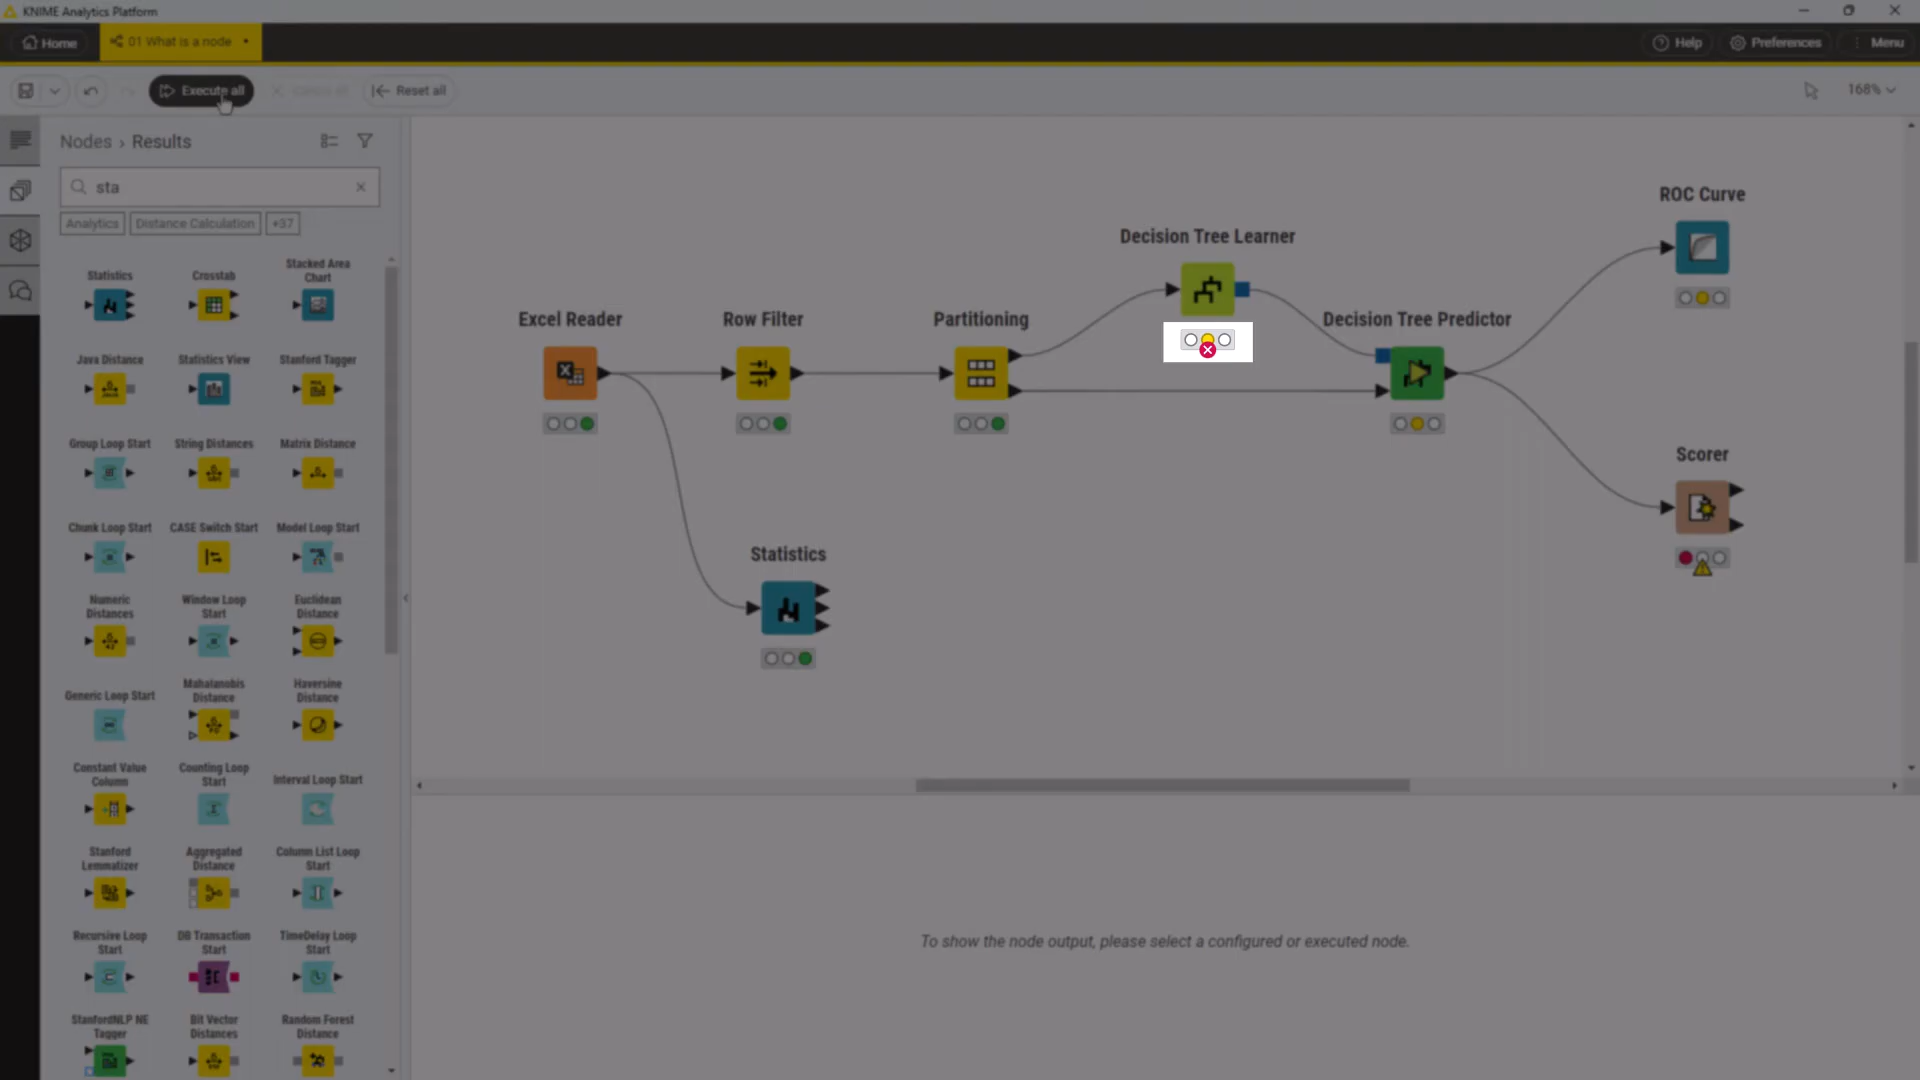 KNIME Analytics Platform
Home
01 What is a node
Help
Preferences
Menu
Execute all
Cancel all
Reset all
168%
Nodes › Results
sta
Analytics
Distance Calculation
+37
Statistics
Crosstab
Stacked Area
Chart
Java Distance
Statistics View
Stanford Tagger
Group Loop Start
String Distances
Matrix Distance
Chunk Loop Start
CASE Switch Start
Model Loop Start
Numeric
Distances
Window Loop
Start
Euclidean
Distance
Generic Loop Start
Mahalanobis
Distance
Haversine
Distance
Constant Value
Column
Counting Loop
Start
Interval Loop Start
Stanford
Lemmatizer
Aggregated
Distance
Column List Loop
Start
Recursive Loop
Start
DB Transaction
Start
TimeDelay Loop
Start
StanfordNLP NE
Tagger
Bit Vector
Distances
Random Forest
Distance
Excel Reader
Row Filter
Partitioning
Decision Tree Learner
Decision Tree Predictor
ROC Curve
Scorer
Statistics
To show the node output, please select a configured or executed node.